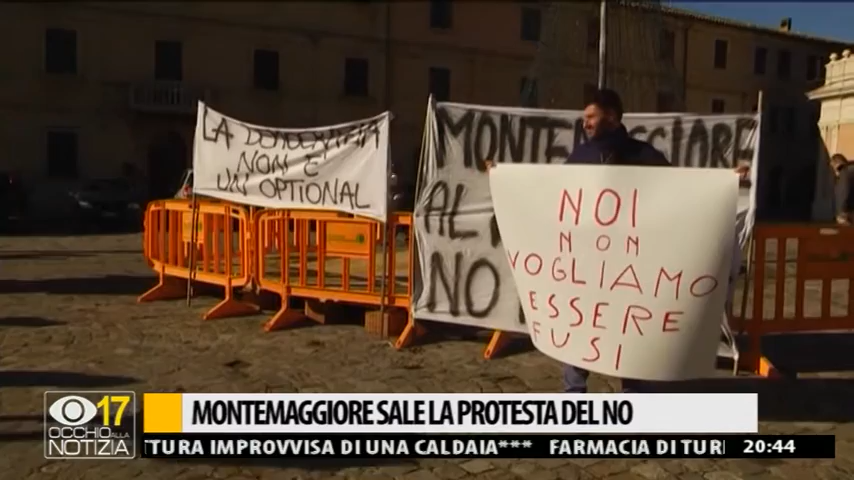 LA DEMOCRAZIA
NON E'
UN OPTIONAL
MONTEMAGGIORE
AL
NO
NOI
NON
VOGLIAMO
ESSERE
FUSI
17
OCCHIO ALLA
NOTIZIA
MONTEMAGGIORE SALE LA PROTESTA DEL NO
TTURA IMPROVVISA DI UNA CALDAIA*** FARMACIA DI TUR
20:44